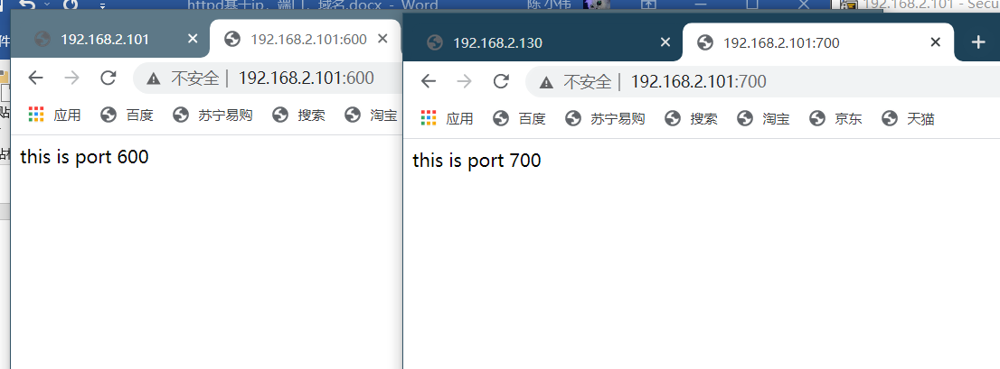 httpd基于ip、端门、域名.docx - Word
陈 小伟
192.168.2.101 - Secu
件
贴
192.168.2.101
192.168.2.101:600
不安全 | 192.168.2.101:600
应用 百度 苏宁易购 搜索 淘宝
this is port 600
192.168.2.130
192.168.2.101:700
不安全 | 192.168.2.101:700
应用 百度 苏宁易购 搜索 淘宝 京东 天猫
this is port 700